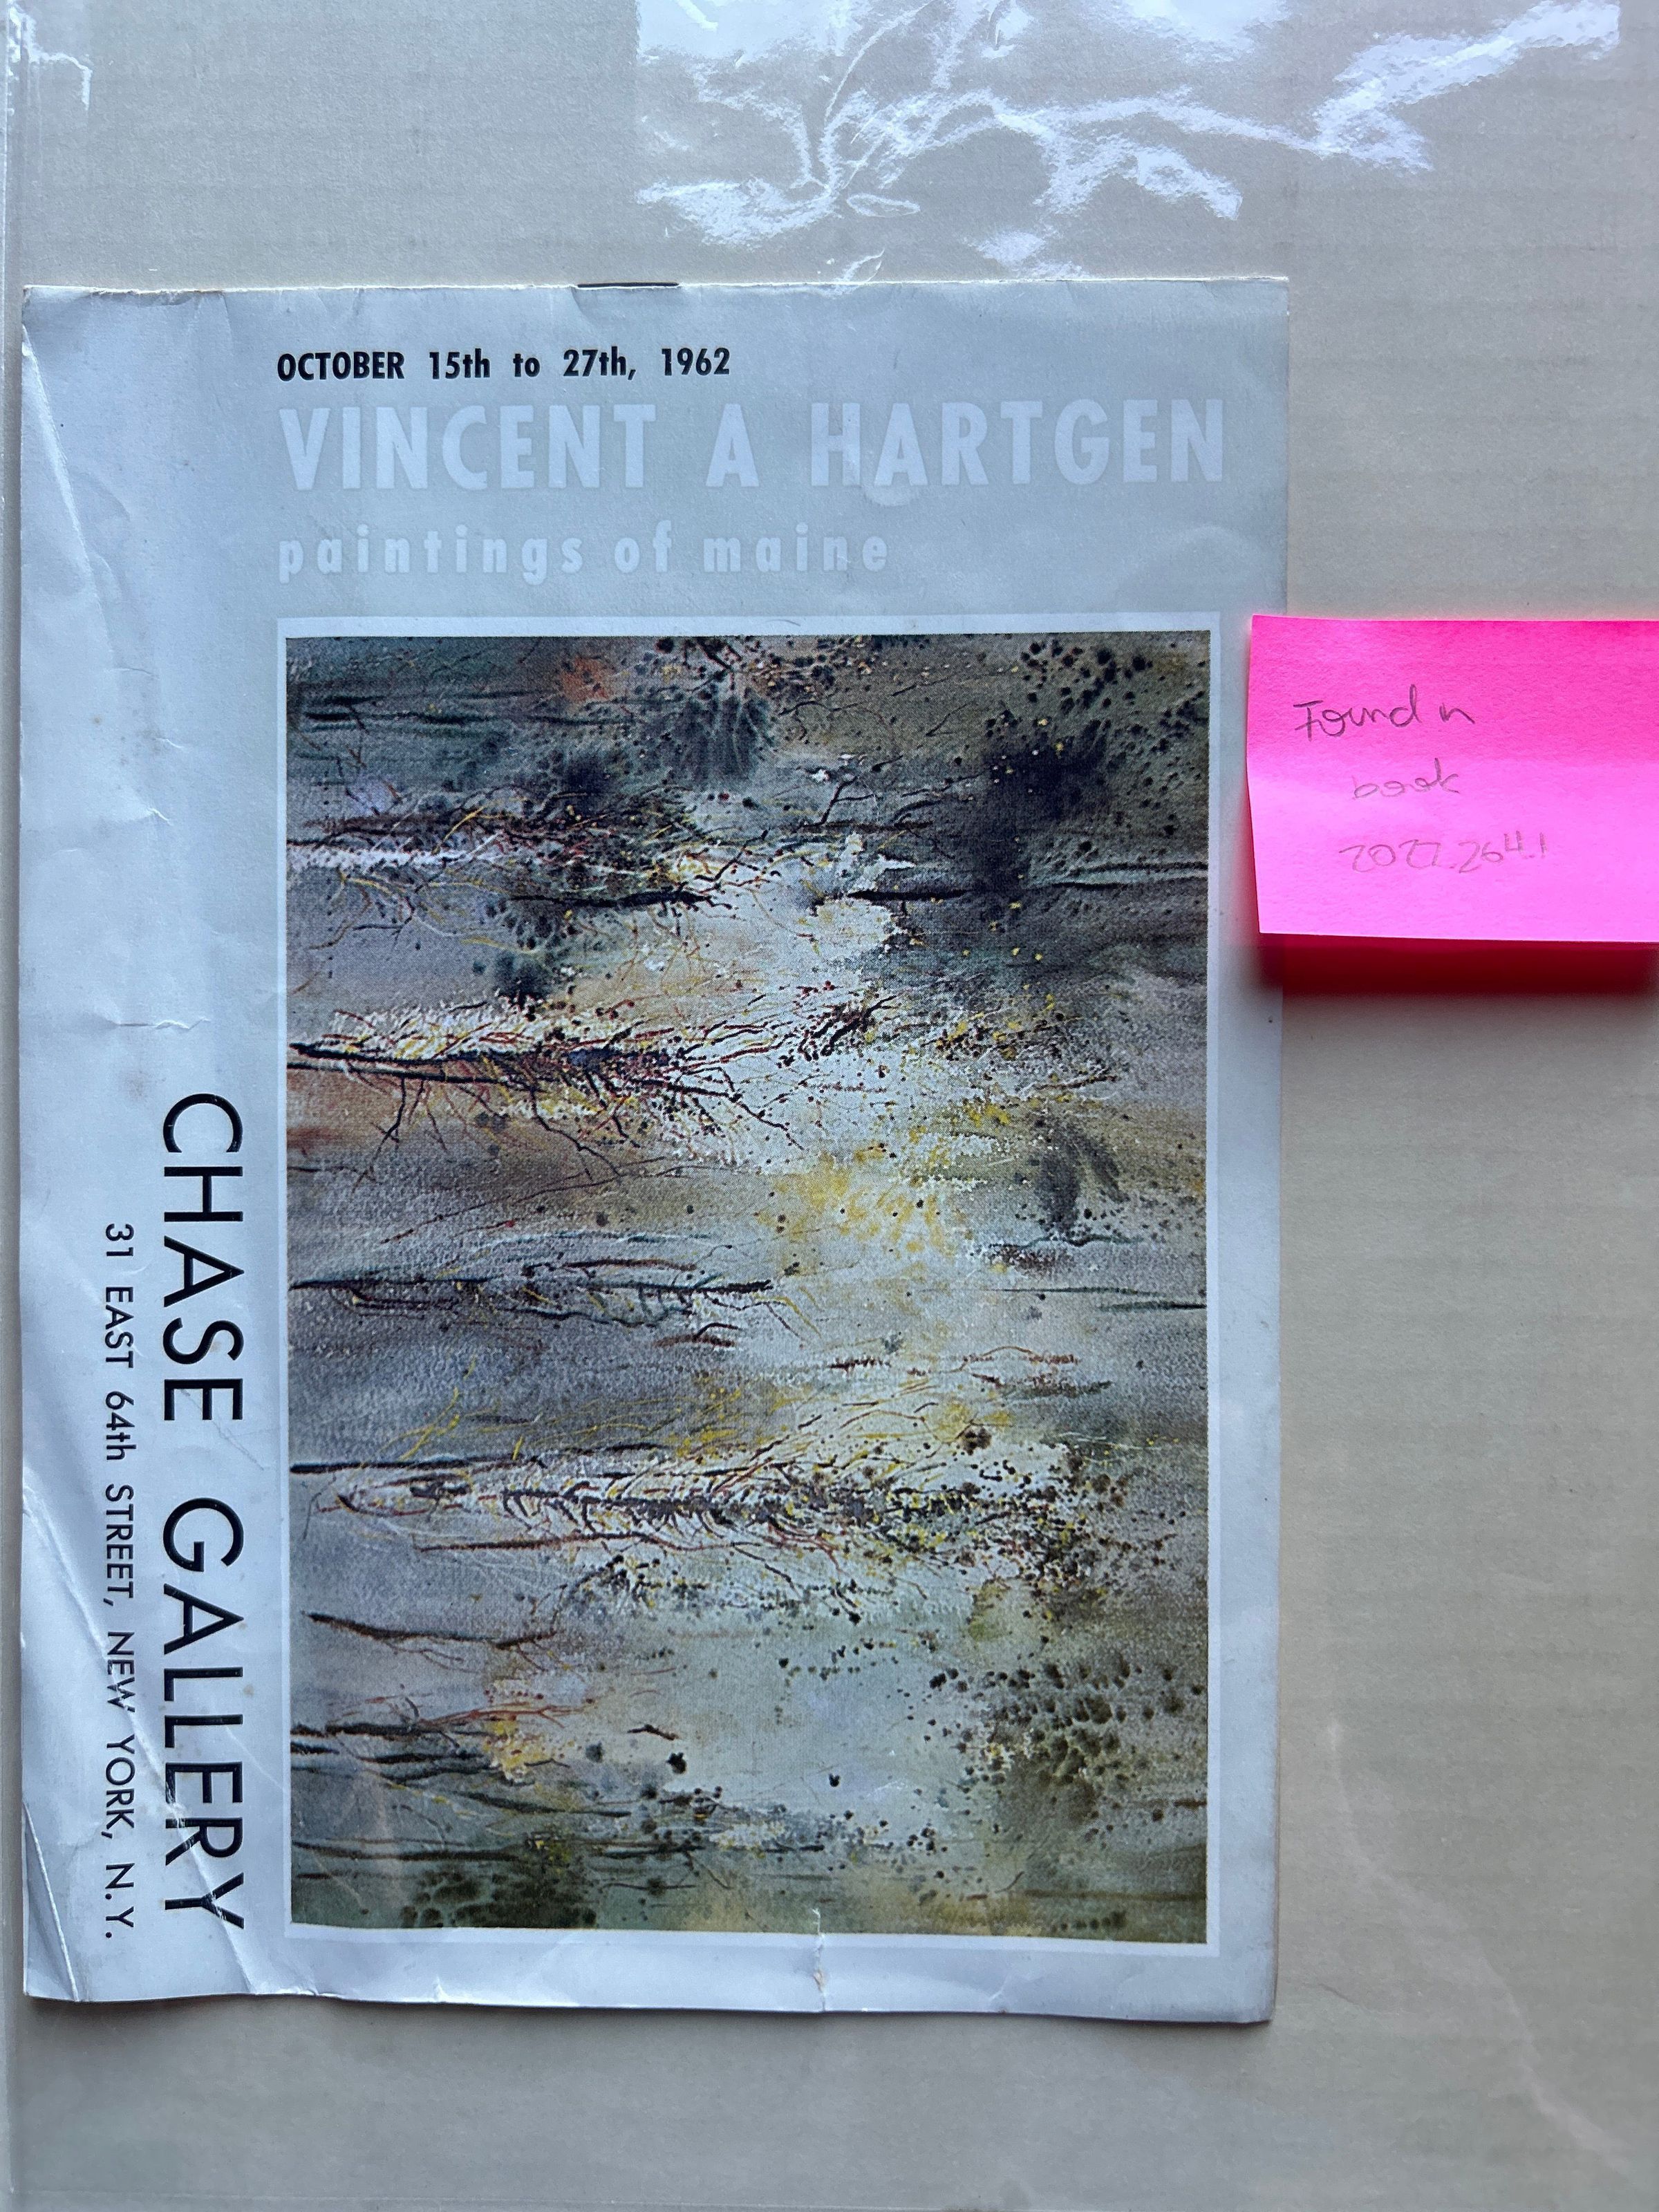 OCTOBER 15th to 27th, 1962
VINCENT A HARTGEN
paintings of maine
CHASE GALLERY
31 EAST 64th STREET, NEW YORK, N.Y.
Found in
book
2022.264.1